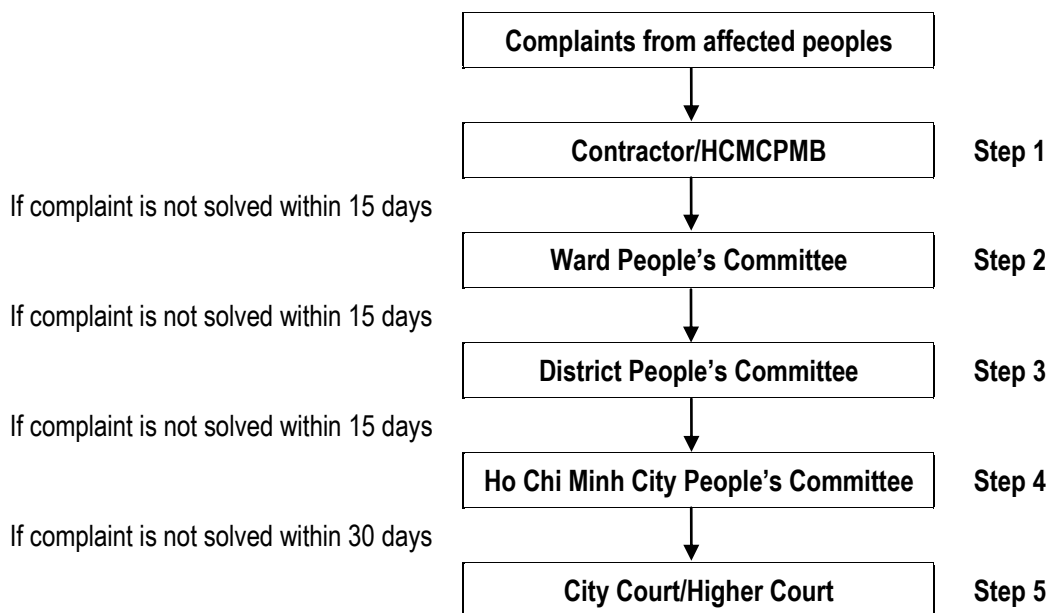 Complaints from affected peoples
Contractor/HCMCPMB Step 1
If complaint is not solved within 15 days
Ward People's Committee Step 2
If complaint is not solved within 15 days
District People's Committee Step 3
If complaint is not solved within 15 days
Ho Chi Minh City People's Committee Step 4
If complaint is not solved within 30 days
City Court/Higher Court Step 5